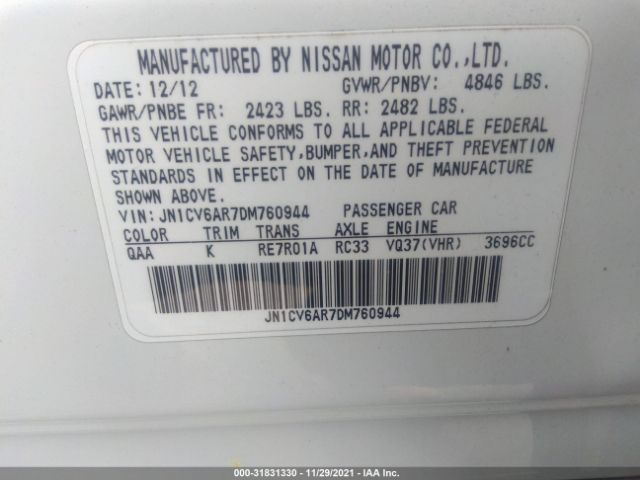 MANUFACTURED BY NISSAN MOTOR CO.,LTD.
DATE: 12/12 GVWR/PNBV: 4846 LBS.
GAWR/PNBE FR: 2423 LBS. RR: 2482 LBS.
THIS VEHICLE CONFORMS TO ALL APPLICABLE FEDERAL
MOTOR VEHICLE SAFETY,BUMPER,AND THEFT PREVENTION
STANDARDS IN EFFECT ON THE DATE OF MANUFACTURE
SHOWN ABOVE.
VIN: JN1CV6AR7DM760944 PASSENGER CAR
COLOR TRIM TRANS AXLE ENGINE
QAA K RE7R01A RC33 VQ37(VHR) 3696CC
JN1CV6AR7DM760944
000-31831330 - 11/29/2021 - IAA Inc.